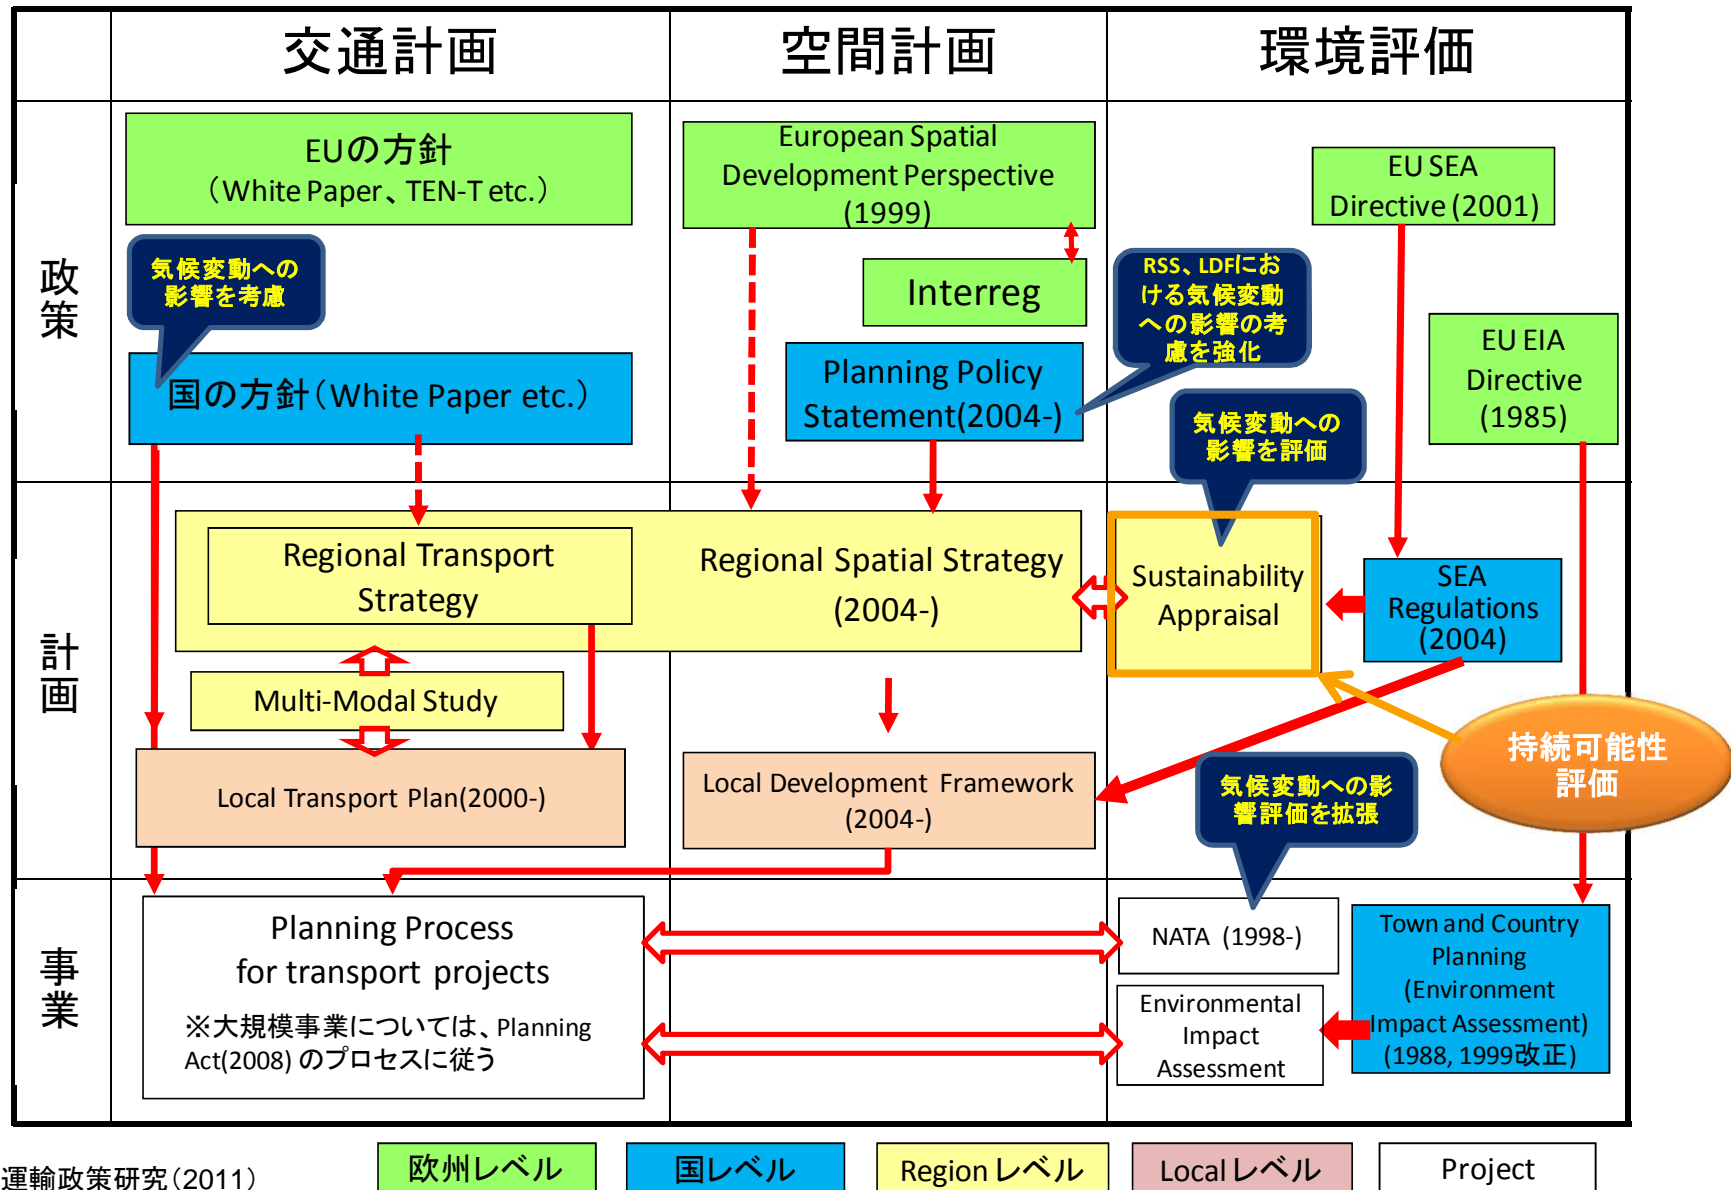 交通計画
空間計画
環境評価
政策
EUの方針
（White Paper、TEN-T etc.）
European Spatial
Development Perspective
(1999)
EU SEA
Directive (2001)
気候変動への
影響を考慮
Interreg
RSS、LDFにお
ける気候変動
への影響の考
慮を強化
EU EIA
Directive
(1985)
国の方針（White Paper etc.）
Planning Policy
Statement(2004-)
気候変動への
影響を評価
計画
Regional Transport
Strategy
Regional Spatial Strategy
(2004-)
Sustainability
Appraisal
SEA
Regulations
(2004)
Multi-Modal Study
持続可能性
評価
Local Transport Plan(2000-)
Local Development Framework
(2004-)
気候変動への影
響評価を拡張
事業
Planning Process
for transport projects
※大規模事業については、Planning
Act(2008) のプロセスに従う
NATA (1998-)
Environmental
Impact
Assessment
Town and Country
Planning
(Environment
Impact Assessment)
(1988, 1999改正)
運輸政策研究（2011）
欧州レベル
国レベル
Region レベル
Local レベル
Project